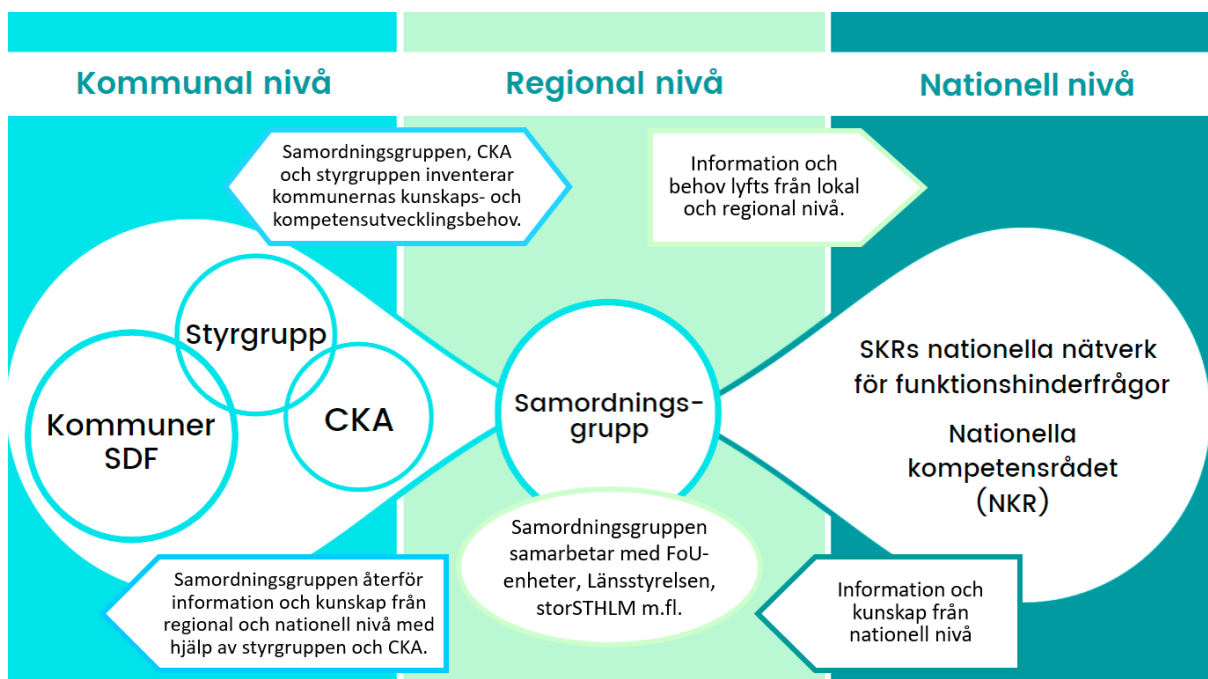 Kommunal nivå
Regional nivå
Nationell nivå
Samordningsgruppen, CKA
och styrgruppen inventerar
kommunernas kunskaps- och
kompetensutvecklingsbehov.
Information och
behov lyfts från lokal
och regional nivå.
Styrgrupp
Kommuner
SDF
CKA
Samordnings-
grupp
SKRs nationella nätverk
för funktionshinderfrågor
Nationella
kompetensrådet
(NKR)
Samordningsgruppen
samarbetar med FoU-
enheter, Länsstyrelsen,
storSTHLM m.fl.
Samordningsgruppen återför
information och kunskap från
regional och nationell nivå med
hjälp av styrgruppen och CKA.
Information och
kunskap från
nationell nivå